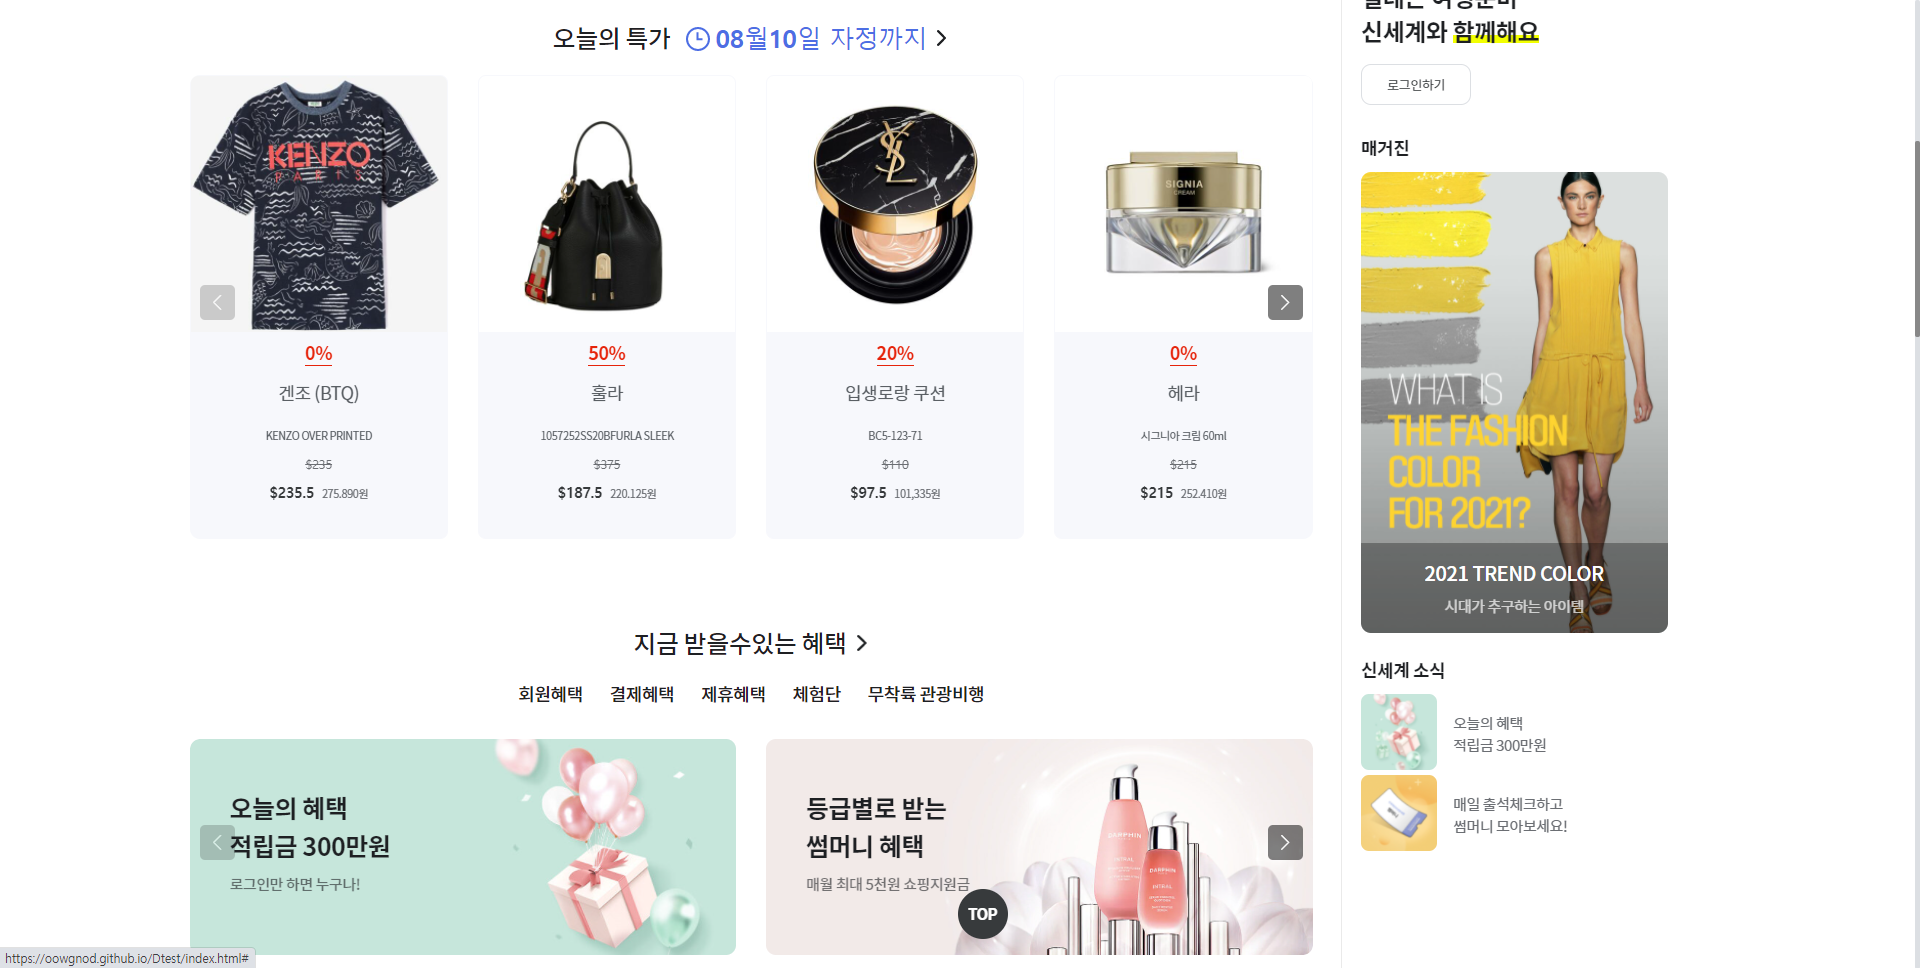 오늘의 특가 08월10일 자정까지
KENZO
PARIS
0%
겐조 (BTQ)
KENZO OVER PRINTED
$235
$235.5 275.890원
50%
훌라
1057252SS20BFURLA SLEEK
$375
$187.5 220.125원
YSL
20%
입생로랑 쿠션
BC5-123-71
$110
$97.5 101,335원
SIGNIA
CREAM
0%
헤라
시그니아 크림 60ml
$215
$215 252.410원
지금 받을수있는 혜택
회원혜택 결제혜택 제휴혜택 체험단 무착륙 관광비행
오늘의 혜택
적립금 300만원
로그인만 하면 누구나!
등급별로 받는
썸머니 혜택
매월 최대 5천원 쇼핑지원금
DARPHIN
INTRAL
DARPHIN
INTRAL
TOP
신세계와 함께해요
로그인하기
매거진
WHAT IS
THE FASHION
COLOR
FOR 2021?
2021 TREND COLOR
시대가 추구하는 아이템
신세계 소식
오늘의 혜택
적립금 300만원
매일 출석체크하고
썸머니 모아보세요!
https://oowgnod.github.io/Dtest/index.html#